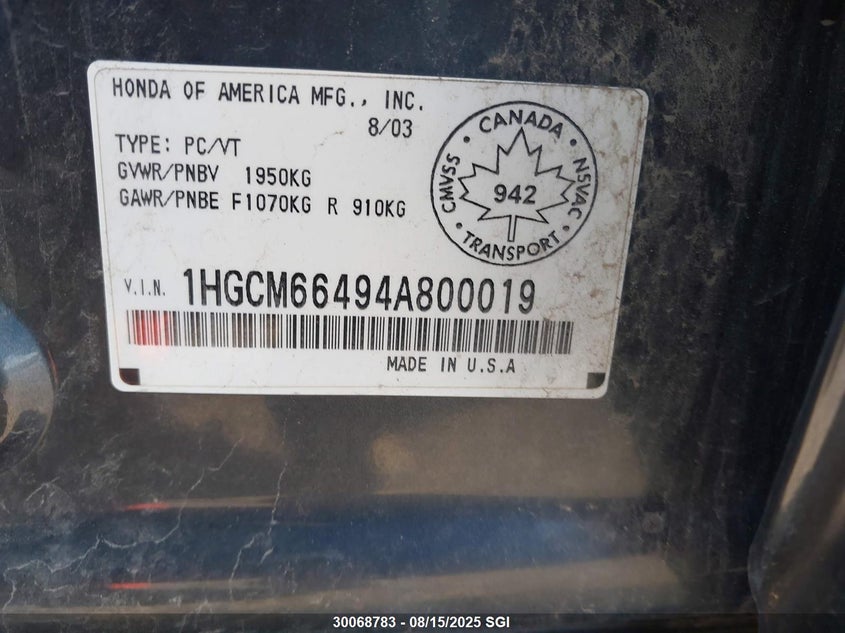 HONDA OF AMERICA MFG., INC.
8/03
TYPE: PC/VT
GVWR/PNBV 1950KG
GAWR/PNBE F1070KG R 910KG
CANADA
CMVSS
942
NSVAC
TRANSPORT
V.I.N. 1HGCM66494A800019
MADE IN U.S.A
30068783 - 08/15/2025 SGI